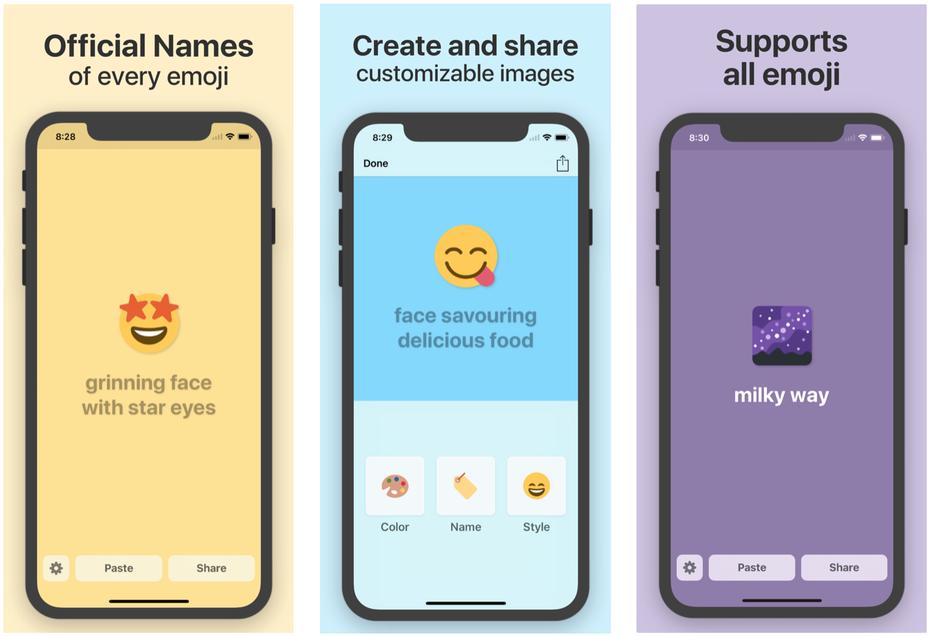 Official Names
of every emoji
8:28
grinning face
with star eyes
Paste
Share
Create and share
customizable images
8:29
Done
face savouring
delicious food
Color
Name
Style
Supports
all emoji
8:30
milky way
Paste
Share